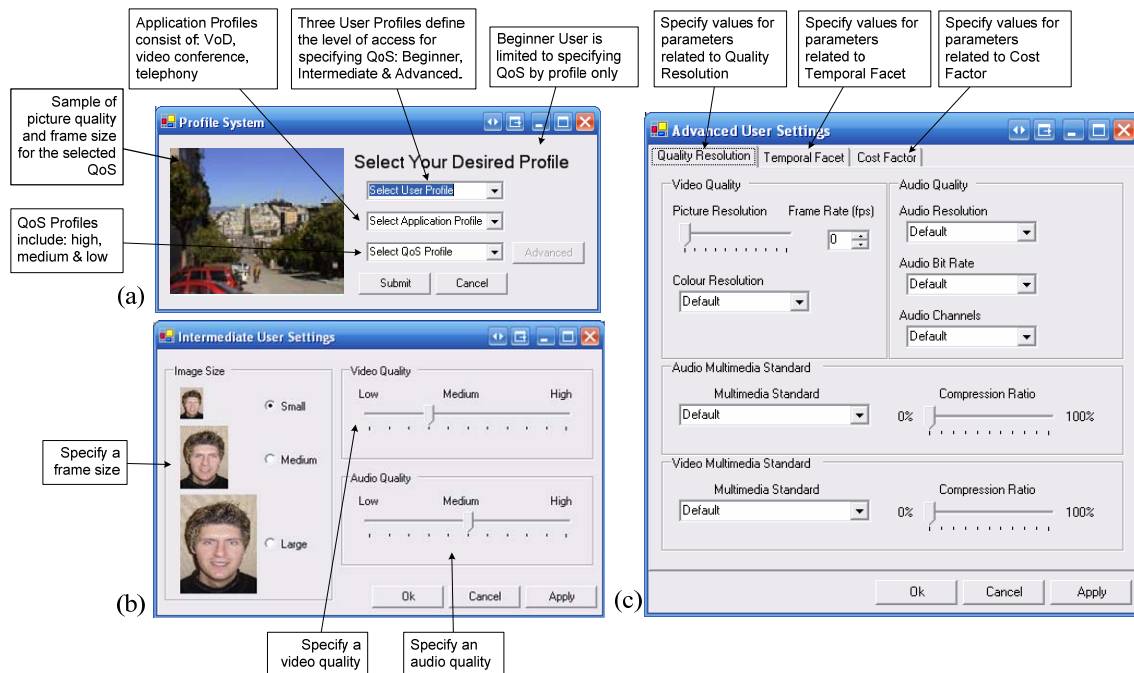 Application Profiles
consist of: VoD,
video conference,
telephony
Three User Profiles define
the level of access for
specifying QoS: Beginner,
Intermediate & Advanced.
Beginner User is
limited to specifying
QoS by profile only
Specify values for
parameters
related to Quality
Resolution
Specify values for
parameters
related to
Temporal Facet
Specify values for
parameters
related to Cost
Factor
Sample of
picture quality
and frame size
for the selected
QoS
QoS Profiles
include: high,
medium & low
(a)
Profile System
Select Your Desired Profile
Select User Profile
Select Application Profile
Select QoS Profile
Advanced
Submit
Cancel
Intermediate User Settings
Image Size
Small
Medium
Large
Video Quality
Low
Medium
High
Audio Quality
Low
Medium
High
Ok
Cancel
Apply
Specify a
frame size
(b)
Specify a
video quality
Specify an
audio quality
Advanced User Settings
Quality Resolution
Temporal Facet
Cost Factor
Video Quality
Picture Resolution
Frame Rate (fps)
0
Colour Resolution
Default
Audio Quality
Audio Resolution
Default
Audio Bit Rate
Default
Audio Channels
Default
Audio Multimedia Standard
Multimedia Standard
Default
Compression Ratio
0%
100%
Video Multimedia Standard
Multimedia Standard
Default
Compression Ratio
0%
100%
Ok
Cancel
Apply
(c)